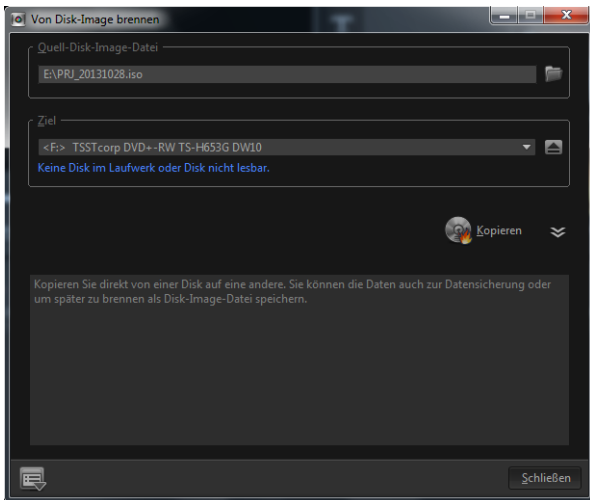 Von Disk-Image brennen
Quell-Disk-Image-Datei
E:\PRJ_20131028.iso
Ziel
<F:> TSSTcorp DVD+-RW TS-H653G DW10
Keine Disk im Laufwerk oder Disk nicht lesbar.
Kopieren
Kopieren Sie direkt von einer Disk auf eine andere. Sie können die Daten auch zur Datensicherung oder
um später zu brennen als Disk-Image-Datei speichern.
Schließen